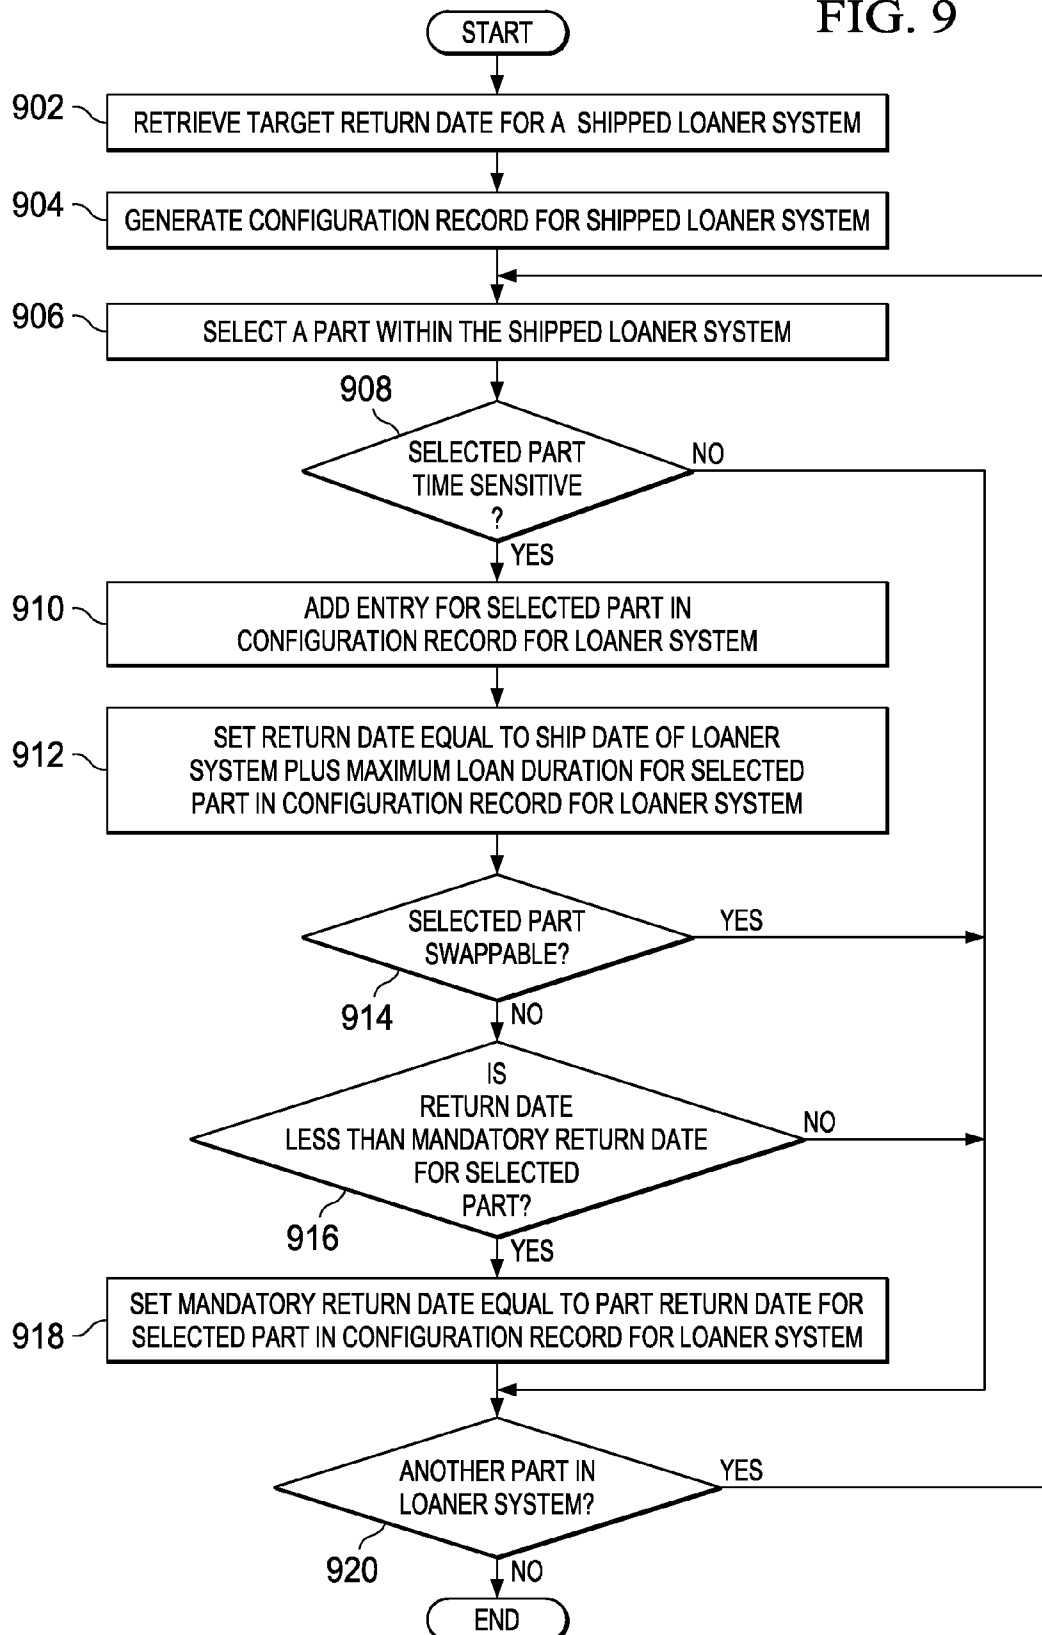 FIG. 9
START
902
RETRIEVE TARGET RETURN DATE FOR A SHIPPED LOANER SYSTEM
904
GENERATE CONFIGURATION RECORD FOR SHIPPED LOANER SYSTEM
906
SELECT A PART WITHIN THE SHIPPED LOANER SYSTEM
908
SELECTED PART
TIME SENSITIVE
?
NO
YES
910
ADD ENTRY FOR SELECTED PART IN
CONFIGURATION RECORD FOR LOANER SYSTEM
912
SET RETURN DATE EQUAL TO SHIP DATE OF LOANER
SYSTEM PLUS MAXIMUM LOAN DURATION FOR SELECTED
PART IN CONFIGURATION RECORD FOR LOANER SYSTEM
SELECTED PART
SWAPPABLE?
YES
914
NO
IS
RETURN DATE
LESS THAN MANDATORY RETURN DATE
FOR SELECTED
PART?
NO
916
YES
918
SET MANDATORY RETURN DATE EQUAL TO PART RETURN DATE FOR
SELECTED PART IN CONFIGURATION RECORD FOR LOANER SYSTEM
ANOTHER PART IN
LOANER SYSTEM?
YES
920
NO
END